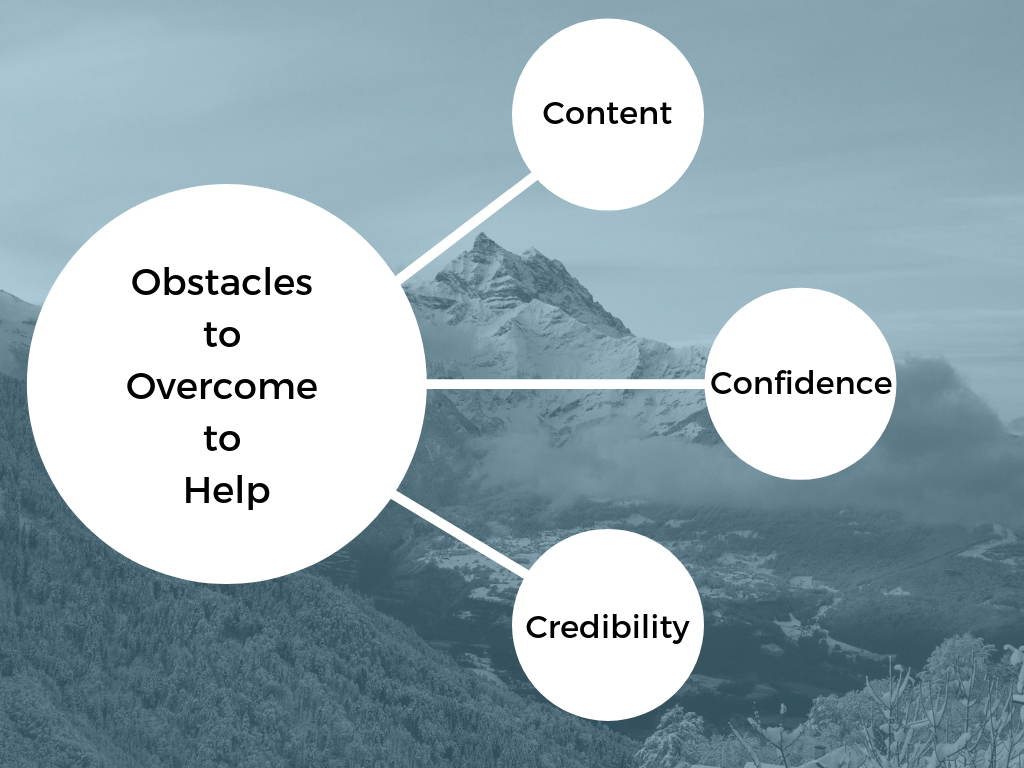 Obstacles
to
Overcome
to
Help
Content
Confidence
Credibility